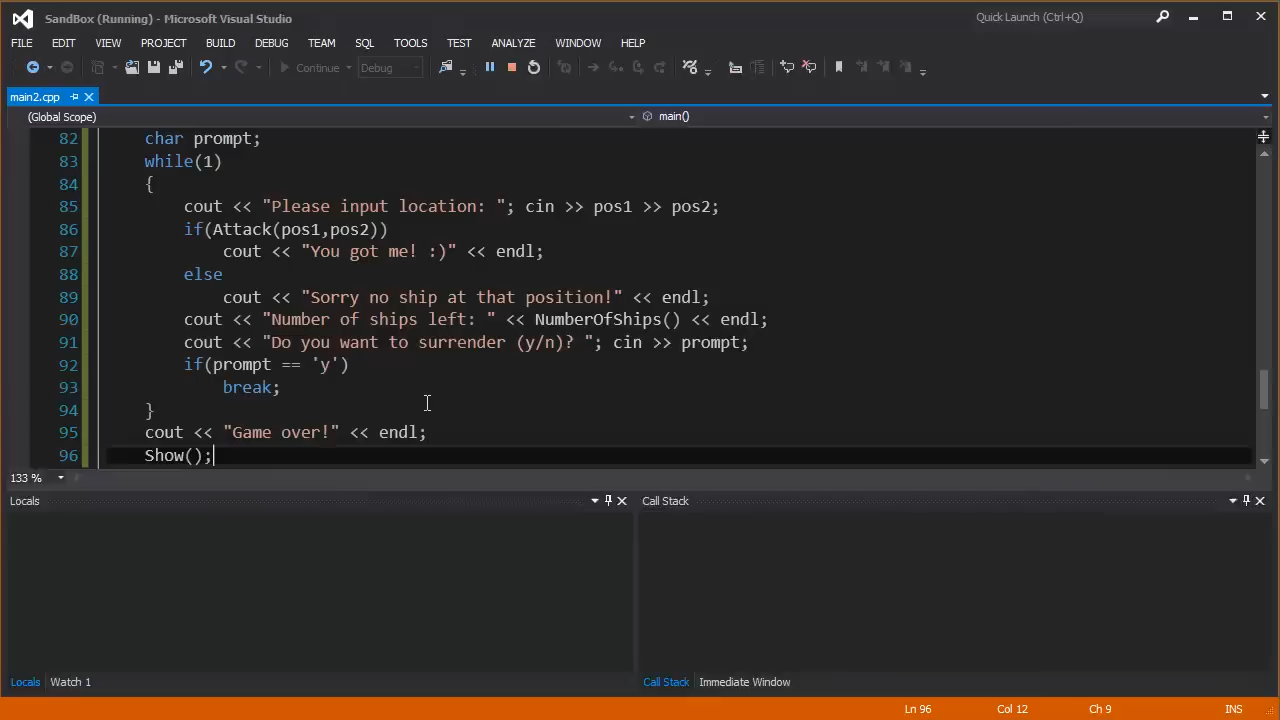 SandBox (Running) - Microsoft Visual Studio
Quick Launch (Ctrl+Q)
FILE EDIT VIEW PROJECT BUILD DEBUG TEAM SQL TOOLS TEST ANALYZE WINDOW HELP
Continue Debug
main2.cpp
(Global Scope) main()
82 char prompt;
83 while(1)
84 {
85 cout << "Please input location: "; cin >> pos1 >> pos2;
86 if(Attack(pos1,pos2))
87 cout << "You got me! :)" << endl;
88 else
89 cout << "Sorry no ship at that position!" << endl;
90 cout << "Number of ships left: " << NumberOfShips() << endl;
91 cout << "Do you want to surrender (y/n)? "; cin >> prompt;
92 if(prompt == 'y')
93 break;
94 }
95 cout << "Game over!" << endl;
96 Show();
133 %
Locals Call Stack
Locals Watch 1 Call Stack Immediate Window
Ln 96 Col 12 Ch 9 INS